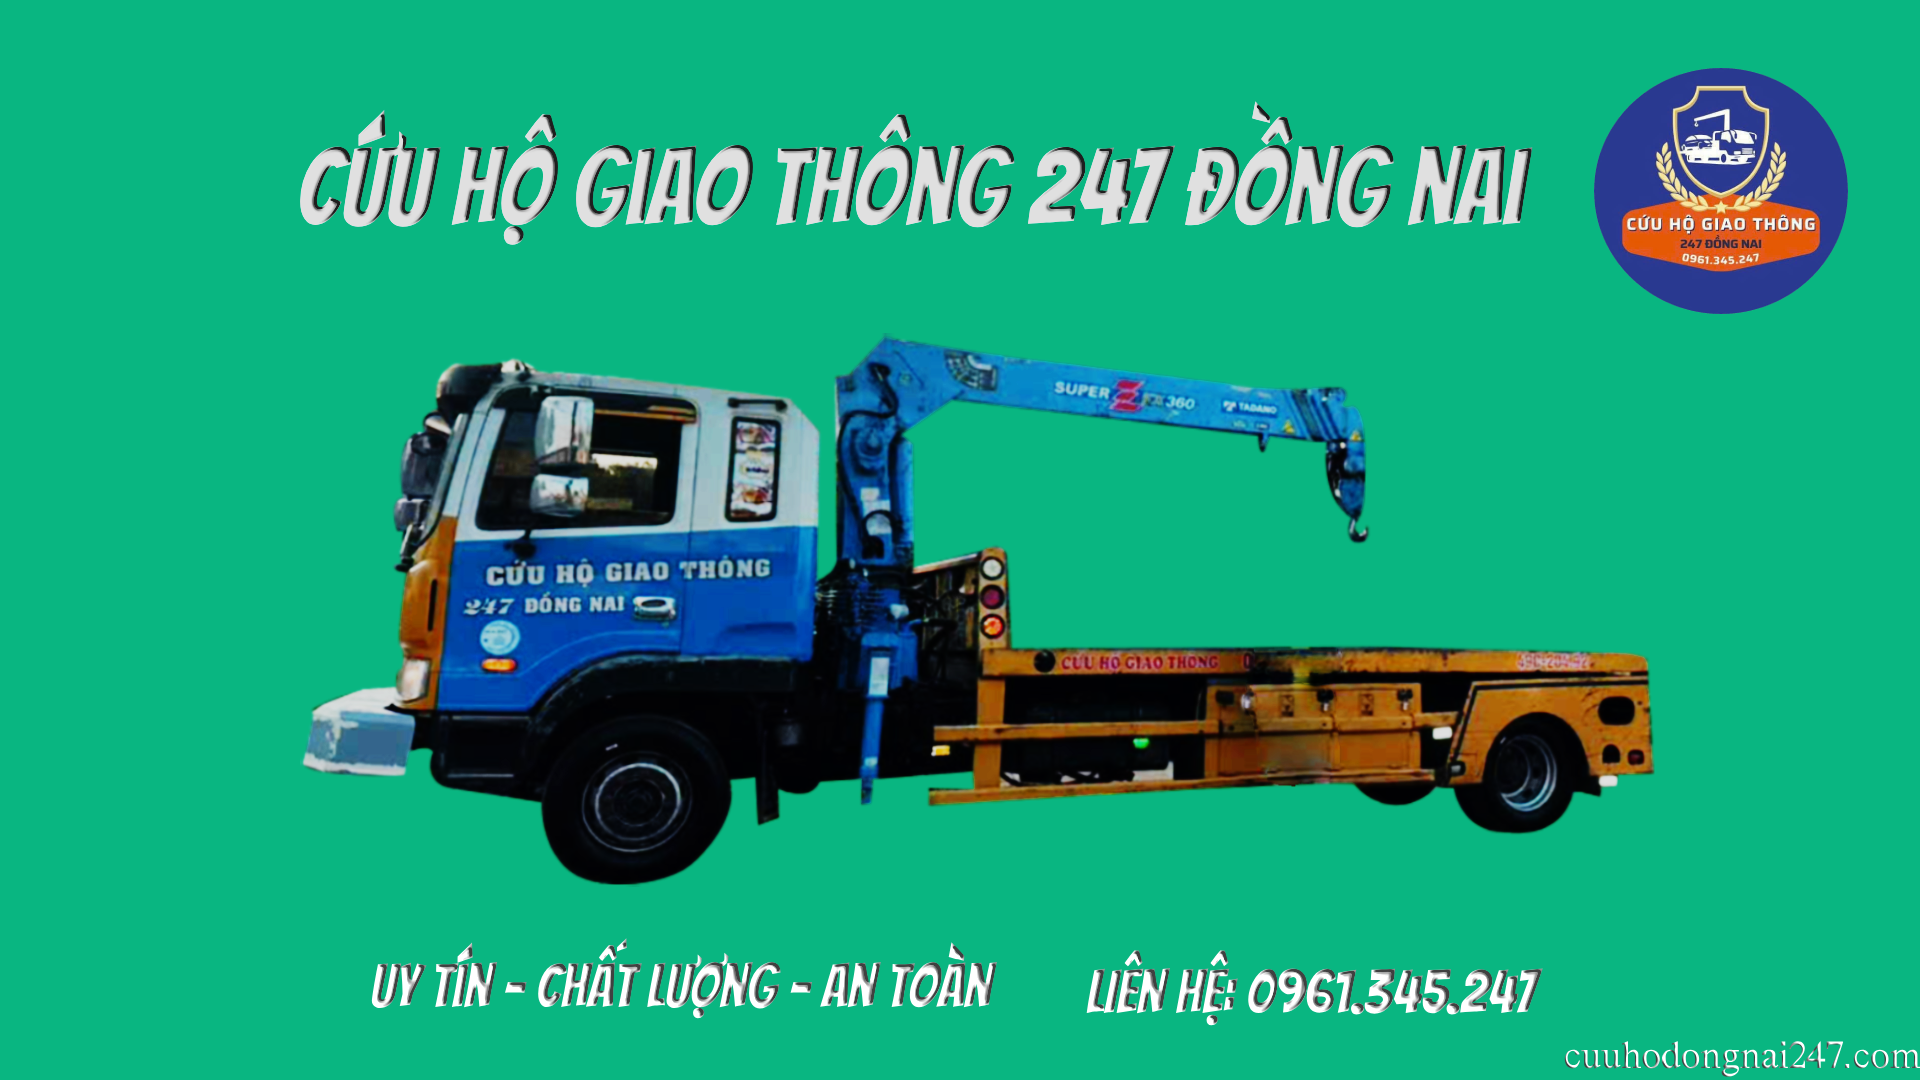 CỨU HỘ GIAO THÔNG 247 ĐỒNG NAI
CỨU HỘ GIAO THÔNG
247 ĐỒNG NAI
0961.345.247
SUPER Z 360
TADANO
CỨU HỘ GIAO THÔNG
247 ĐỒNG NAI
CỨU HỘ GIAO THÔNG
UY TÍN - CHẤT LƯỢNG - AN TOÀN
LIÊN HỆ: 0961.345.247
cuuhodongnai247.com